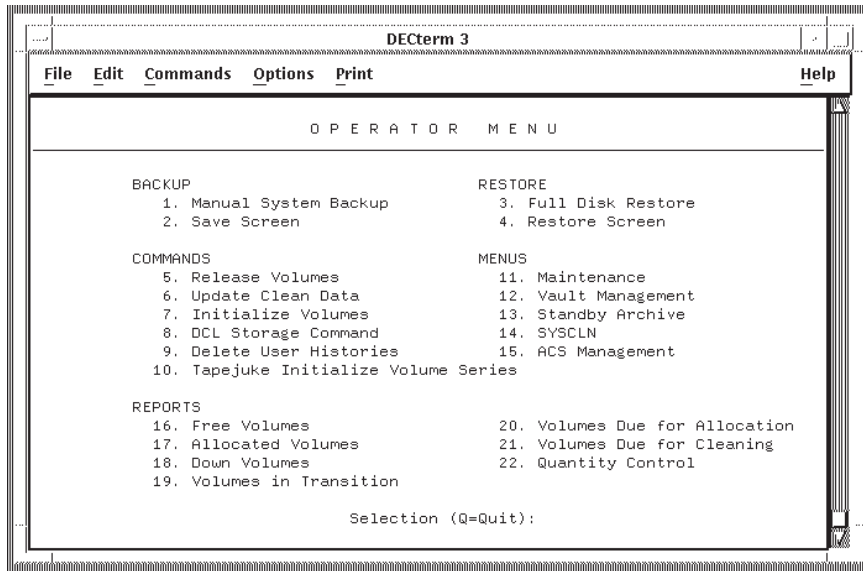 DECterm 3
File Edit Commands Options Print Help
O P E R A T O R   M E N U
BACKUP RESTORE
1. Manual System Backup 3. Full Disk Restore
2. Save Screen 4. Restore Screen
COMMANDS MENUS
5. Release Volumes 11. Maintenance
6. Update Clean Data 12. Vault Management
7. Initialize Volumes 13. Standby Archive
8. DCL Storage Command 14. SYSCLN
9. Delete User Histories 15. ACS Management
10. Tapejuke Initialize Volume Series
REPORTS
16. Free Volumes 20. Volumes Due for Allocation
17. Allocated Volumes 21. Volumes Due for Cleaning
18. Down Volumes 22. Quantity Control
19. Volumes in Transition
Selection (Q=Quit):